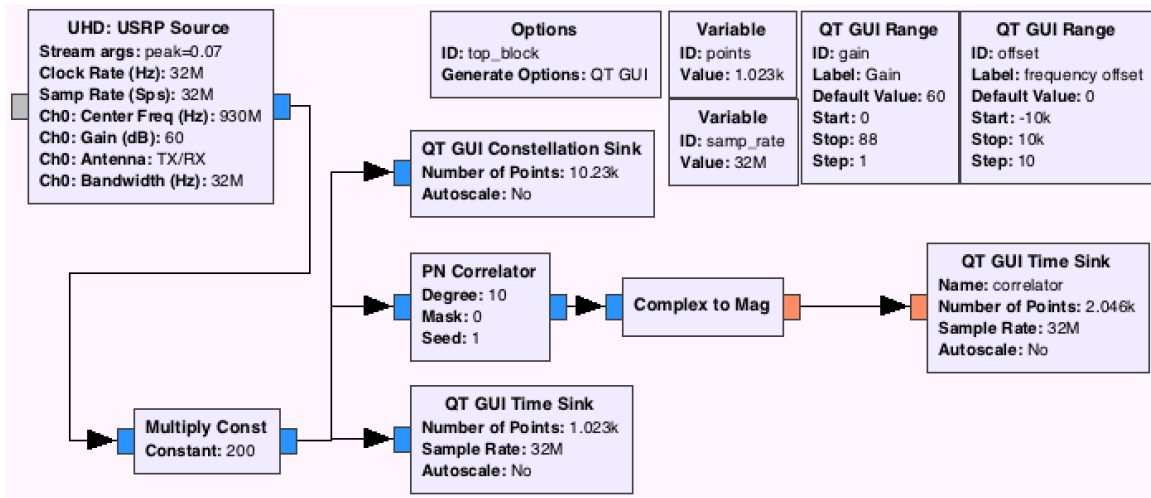 UHD: USRP Source
Stream args: peak=0.07
Clock Rate (Hz): 32M
Samp Rate (Sps): 32M
Ch0: Center Freq (Hz): 930M
Ch0: Gain (dB): 60
Ch0: Antenna: TX/RX
Ch0: Bandwidth (Hz): 32M
Options
ID: top_block
Generate Options: QT GUI
Variable
ID: points
Value: 1.023k
Variable
ID: samp_rate
Value: 32M
QT GUI Range
ID: gain
Label: Gain
Default Value: 60
Start: 0
Stop: 88
Step: 1
QT GUI Range
ID: offset
Label: frequency offset
Default Value: 0
Start: -10k
Stop: 10k
Step: 10
QT GUI Constellation Sink
Number of Points: 10.23k
Autoscale: No
PN Correlator
Degree: 10
Mask: 0
Seed: 1
Complex to Mag
QT GUI Time Sink
Name: correlator
Number of Points: 2.046k
Sample Rate: 32M
Autoscale: No
Multiply Const
Constant: 200
QT GUI Time Sink
Number of Points: 1.023k
Sample Rate: 32M
Autoscale: No